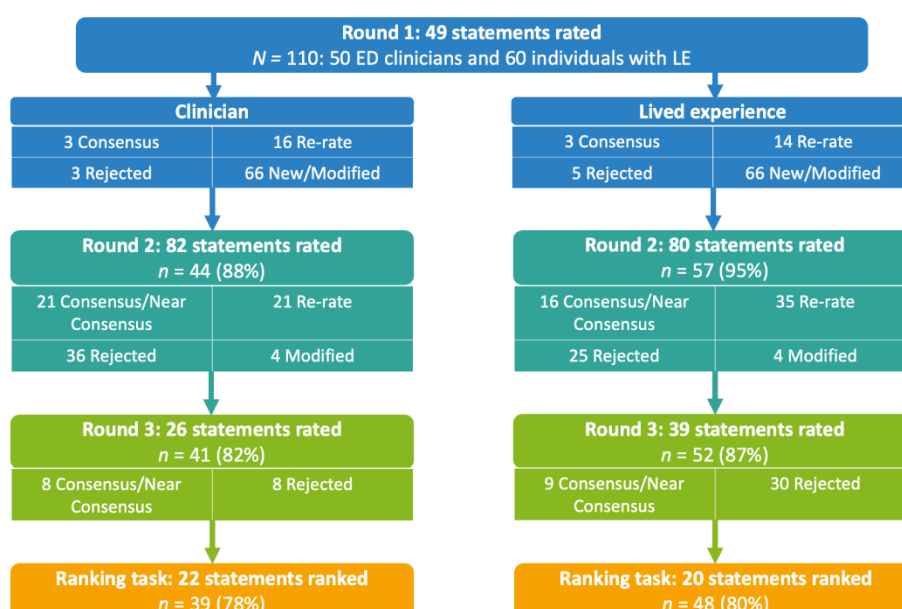 Round 1: 49 statements rated
N = 110: 50 ED clinicians and 60 individuals with LE
Clinician
3 Consensus
16 Re-rate
3 Rejected
66 New/Modified
Lived experience
3 Consensus
14 Re-rate
5 Rejected
66 New/Modified
Round 2: 82 statements rated
n = 44 (88%)
21 Consensus/Near
Consensus
21 Re-rate
36 Rejected
4 Modified
Round 2: 80 statements rated
n = 57 (95%)
16 Consensus/Near
Consensus
35 Re-rate
25 Rejected
4 Modified
Round 3: 26 statements rated
n = 41 (82%)
8 Consensus/Near
Consensus
8 Rejected
Round 3: 39 statements rated
n = 52 (87%)
9 Consensus/Near
Consensus
30 Rejected
Ranking task: 22 statements ranked
n = 39 (78%)
Ranking task: 20 statements ranked
n = 48 (80%)